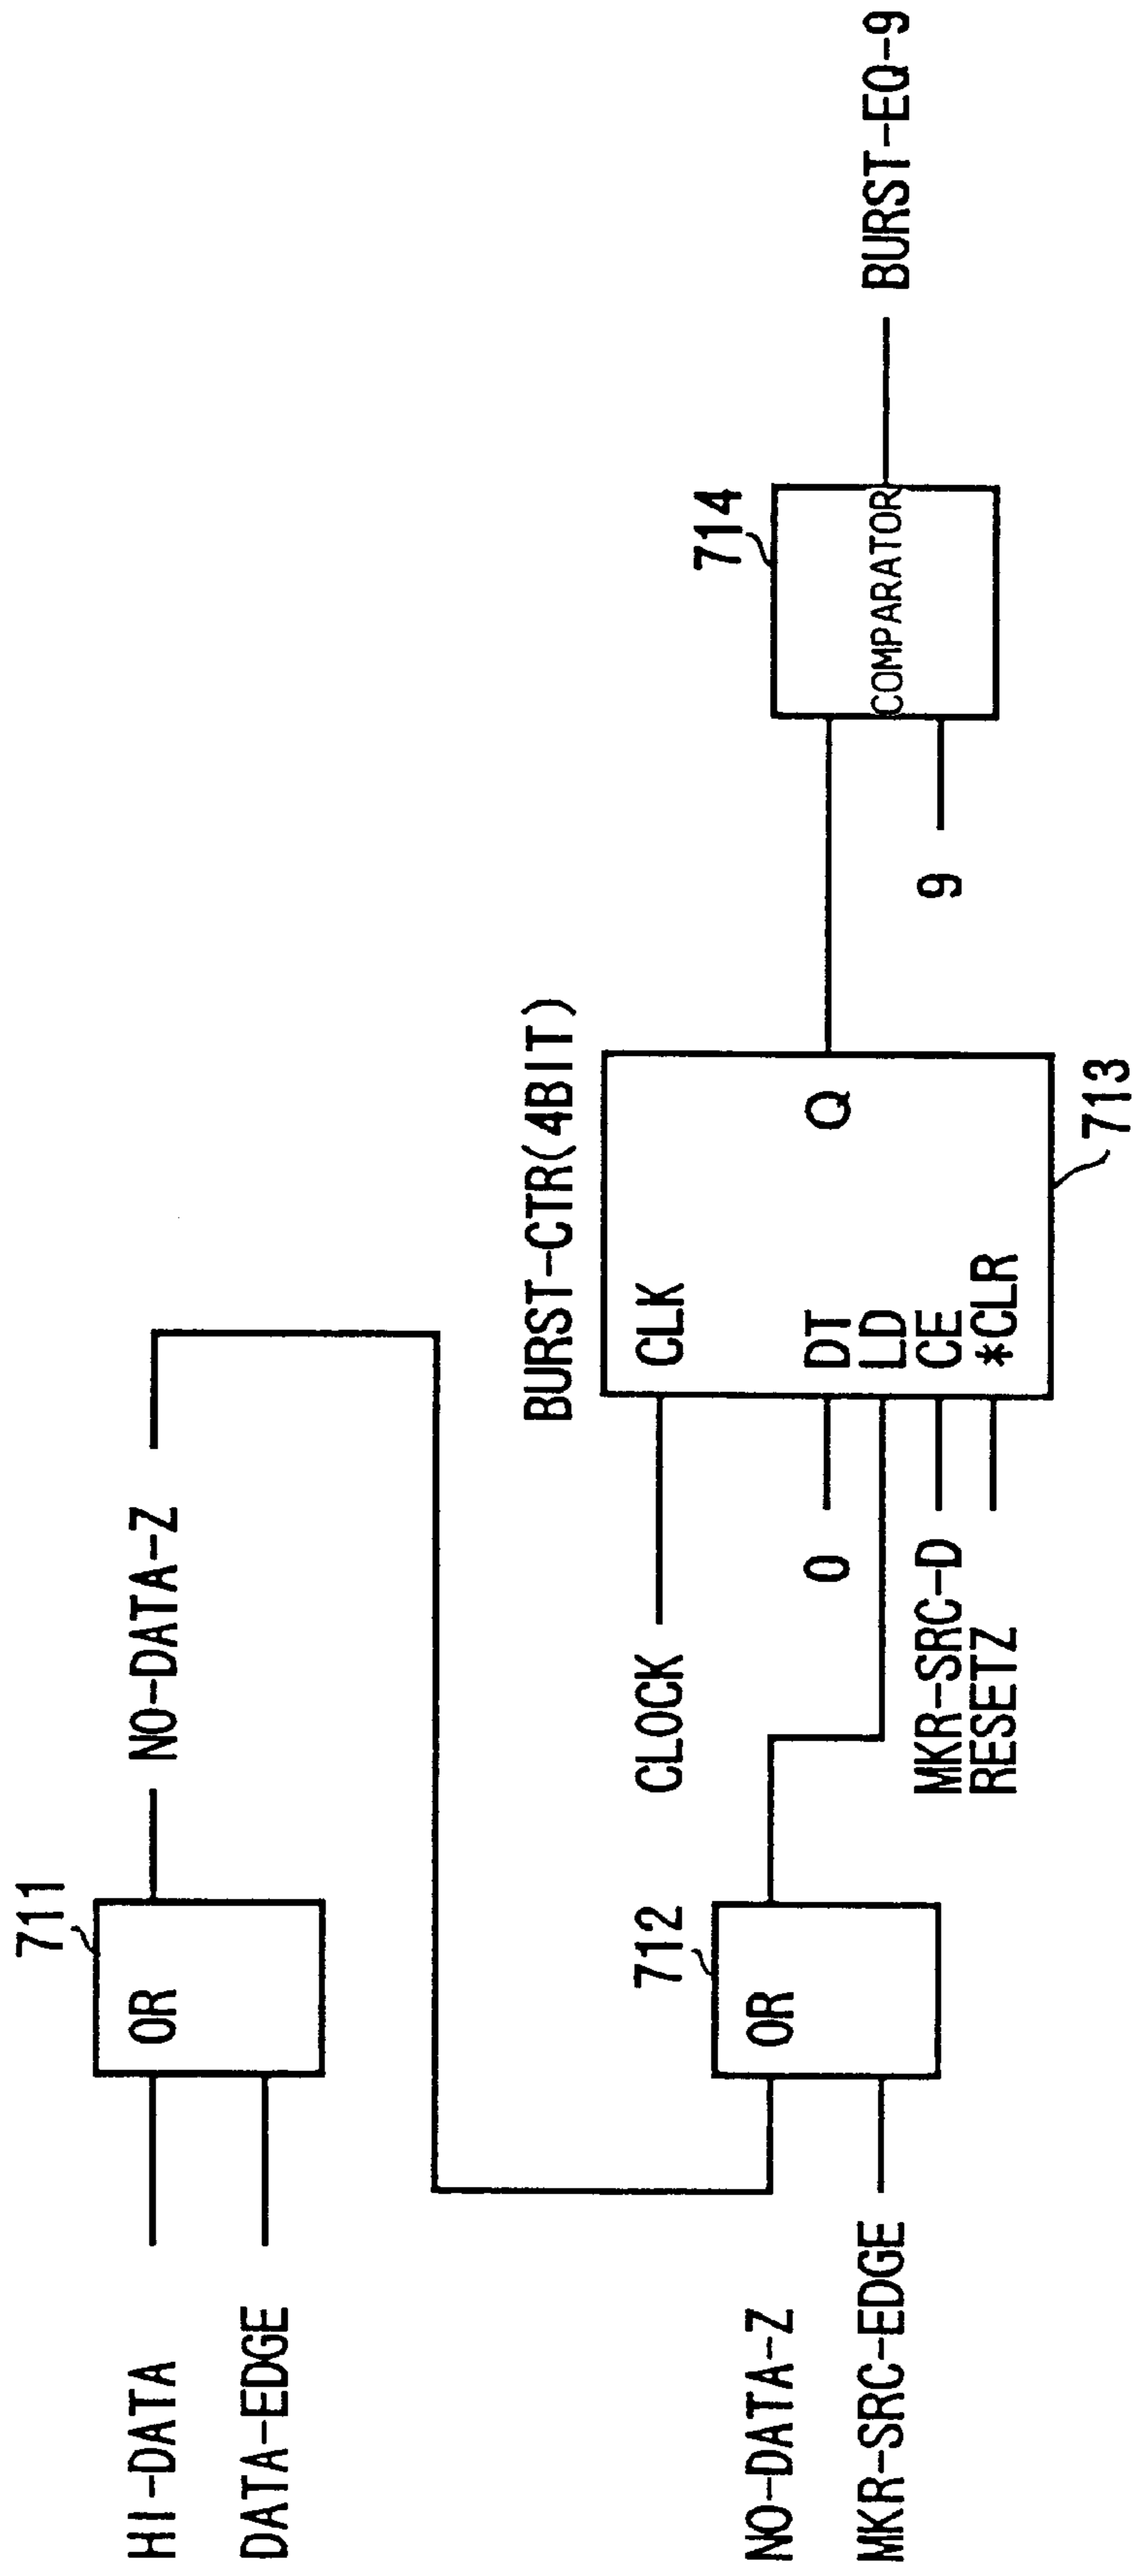 HI-DATA
DATA-EDGE
711
OR
NO-DATA-Z
NO-DATA-Z
MKR-SRC-EDGE
712
OR
BURST-CTR(4BIT)
CLOCK
0
MKR-SRC-D
RESETZ
CLK
DT
LD
CE
*CLR
Q
713
9
714
COMPARATOR
BURST-EQ-9